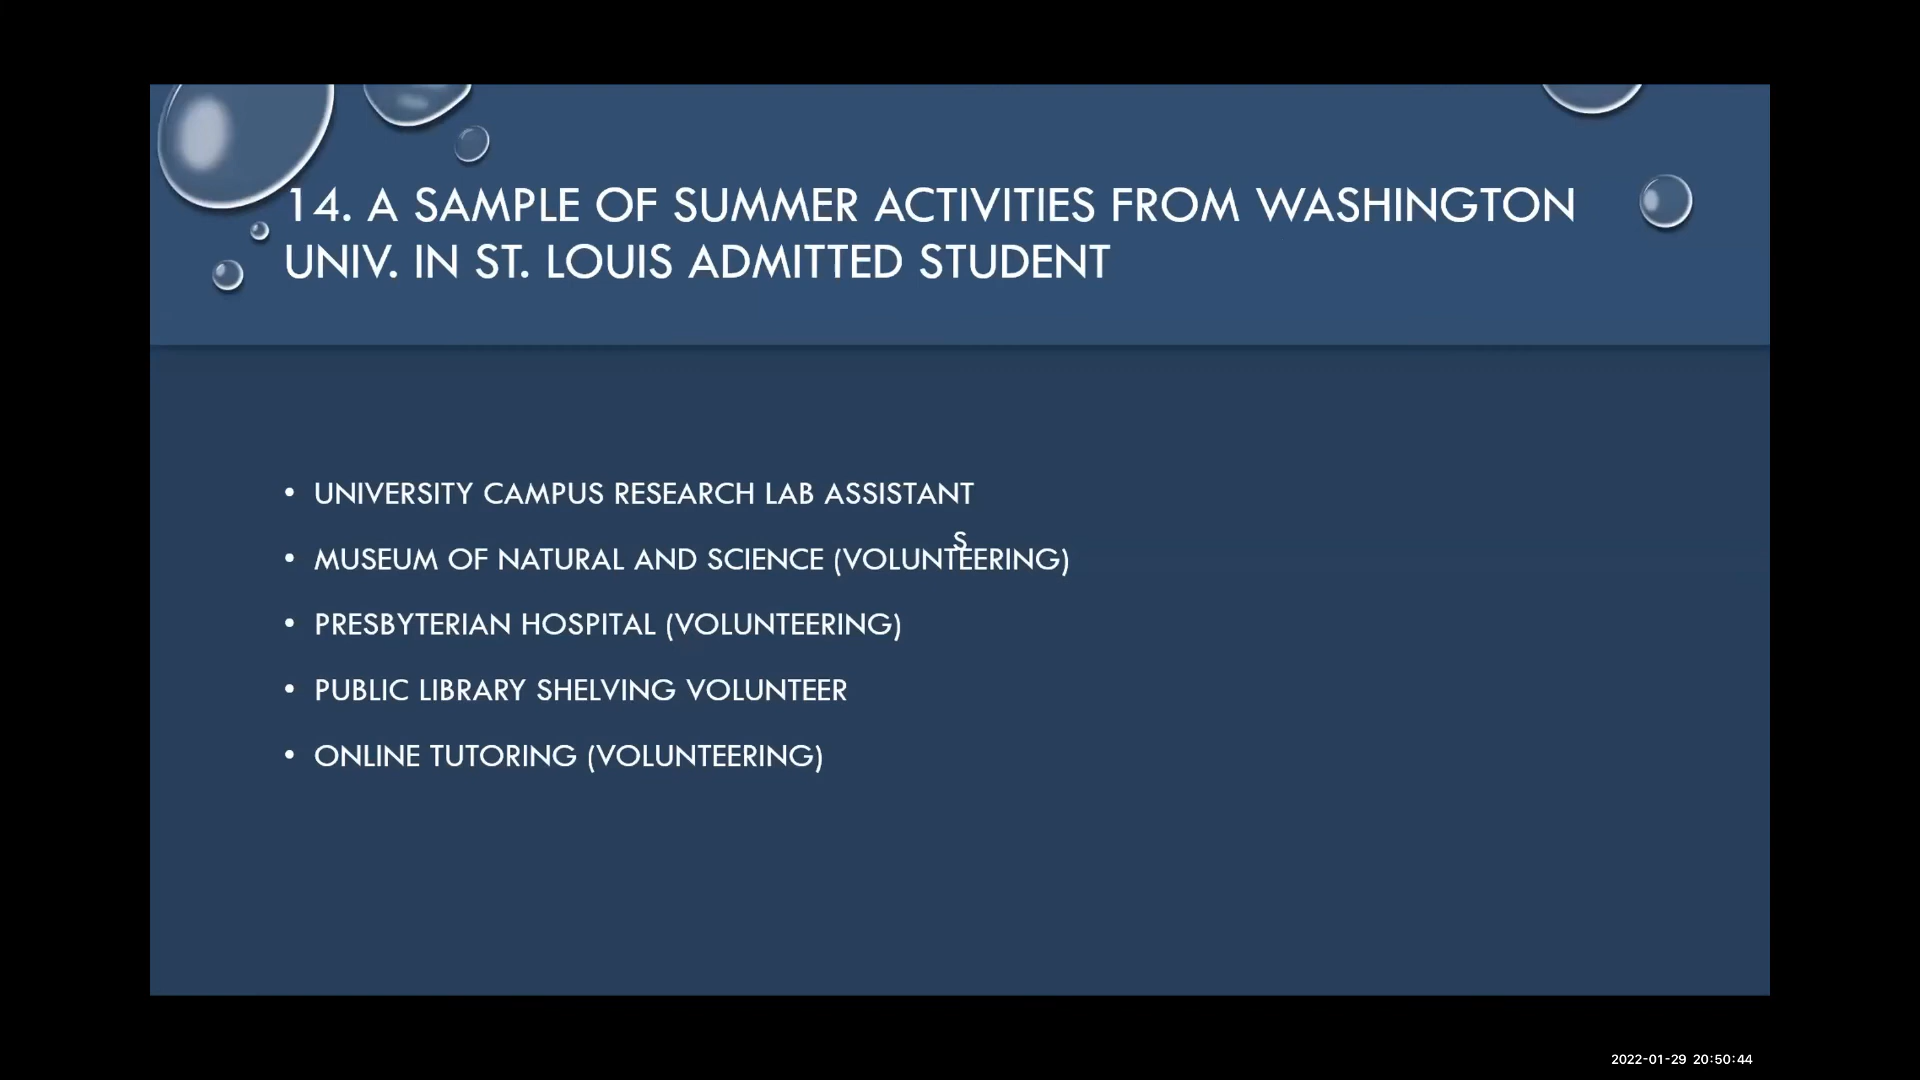 14. A SAMPLE OF SUMMER ACTIVITIES FROM WASHINGTON
UNIV. IN ST. LOUIS ADMITTED STUDENT
• UNIVERSITY CAMPUS RESEARCH LAB ASSISTANT
S
• MUSEUM OF NATURAL AND SCIENCE (VOLUNTEERING)
• PRESBYTERIAN HOSPITAL (VOLUNTEERING)
• PUBLIC LIBRARY SHELVING VOLUNTEER
• ONLINE TUTORING (VOLUNTEERING)
2022-01-29 20:50:44